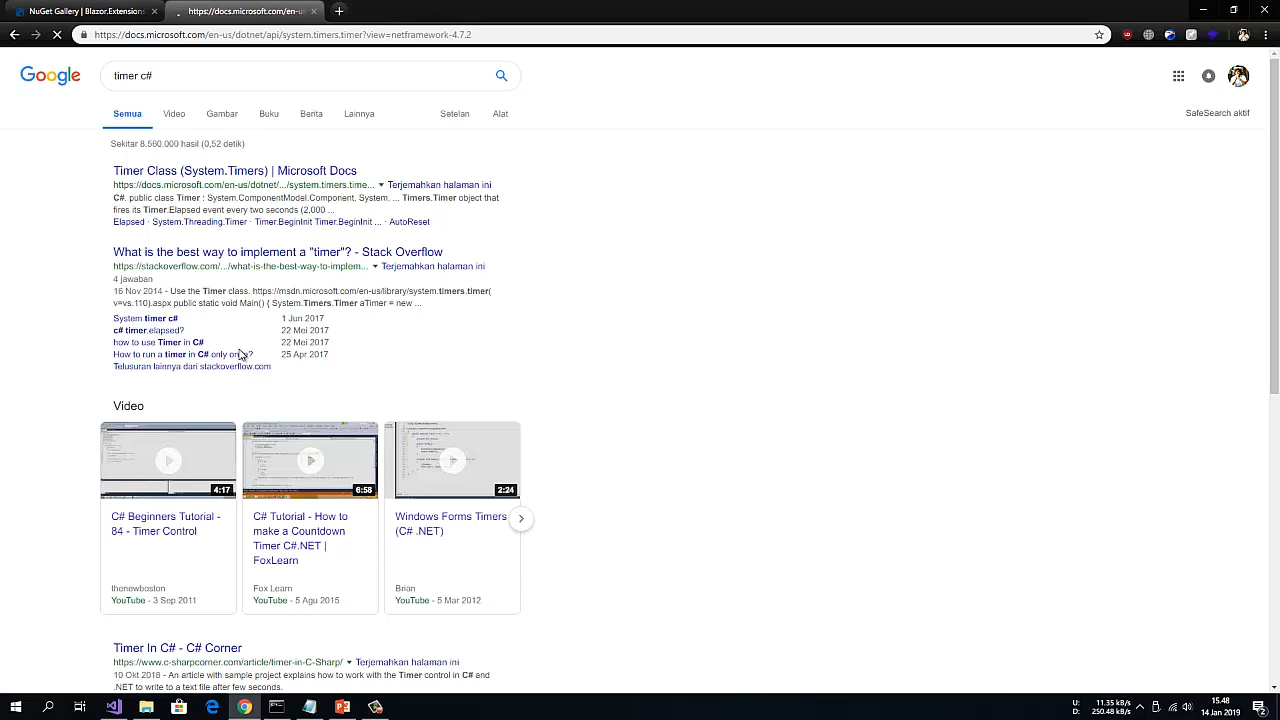 NuGet Gallery | Blazor.Extensions
https://docs.microsoft.com/en-us
https://docs.microsoft.com/en-us/dotnet/api/system.timers.timer?view=netframework-4.7.2
Google
timer c#
Semua Video Gambar Buku Berita Lainnya Setelan Alat
SafeSearch aktif
Sekitar 8.560.000 hasil (0,52 detik)
Timer Class (System.Timers) | Microsoft Docs
https://docs.microsoft.com/en-us/dotnet/.../system.timers.time... Terjemahkan halaman ini
C#. public class Timer : System.ComponentModel.Component, System. ... Timers.Timer object that
fires its Timer.Elapsed event every two seconds (2,000 ...
Elapsed · System.Threading.Timer · Timer.BeginInit Timer.BeginInit ... · AutoReset
What is the best way to implement a "timer"? - Stack Overflow
https://stackoverflow.com/.../what-is-the-best-way-to-implem... Terjemahkan halaman ini
4 jawaban
16 Nov 2014 - Use the Timer class. https://msdn.microsoft.com/en-us/library/system.timers.timer(
v=vs.110).aspx public static void Main() { System.Timers.Timer aTimer = new ...
System timer c# 1 Jun 2017
c# timer.elapsed? 22 Mei 2017
how to use Timer in C# 22 Mei 2017
How to run a timer in C# only 25 Apr 2017
Telusuran lainnya dari stackoverflow.com
Video
4:17
6:58
2:24
C# Beginners Tutorial -
84 - Timer Control
thenewboston
YouTube - 3 Sep 2011
C# Tutorial - How to
make a Countdown
Timer C#.NET |
FoxLearn
Fox Learn
YouTube - 5 Agu 2015
Windows Forms Timers
(C# .NET)
Brian
YouTube - 5 Mar 2012
Timer In C# - C# Corner
https://www.c-sharpcorner.com/article/timer-in-C-Sharp/ Terjemahkan halaman ini
10 Okt 2018 - An article with sample project explains how to work with the Timer control in C# and
.NET to write to a text file after few seconds.
U: 11.35 kB/s
D: 250.48 kB/s
15.48
14 Jan 2019
2